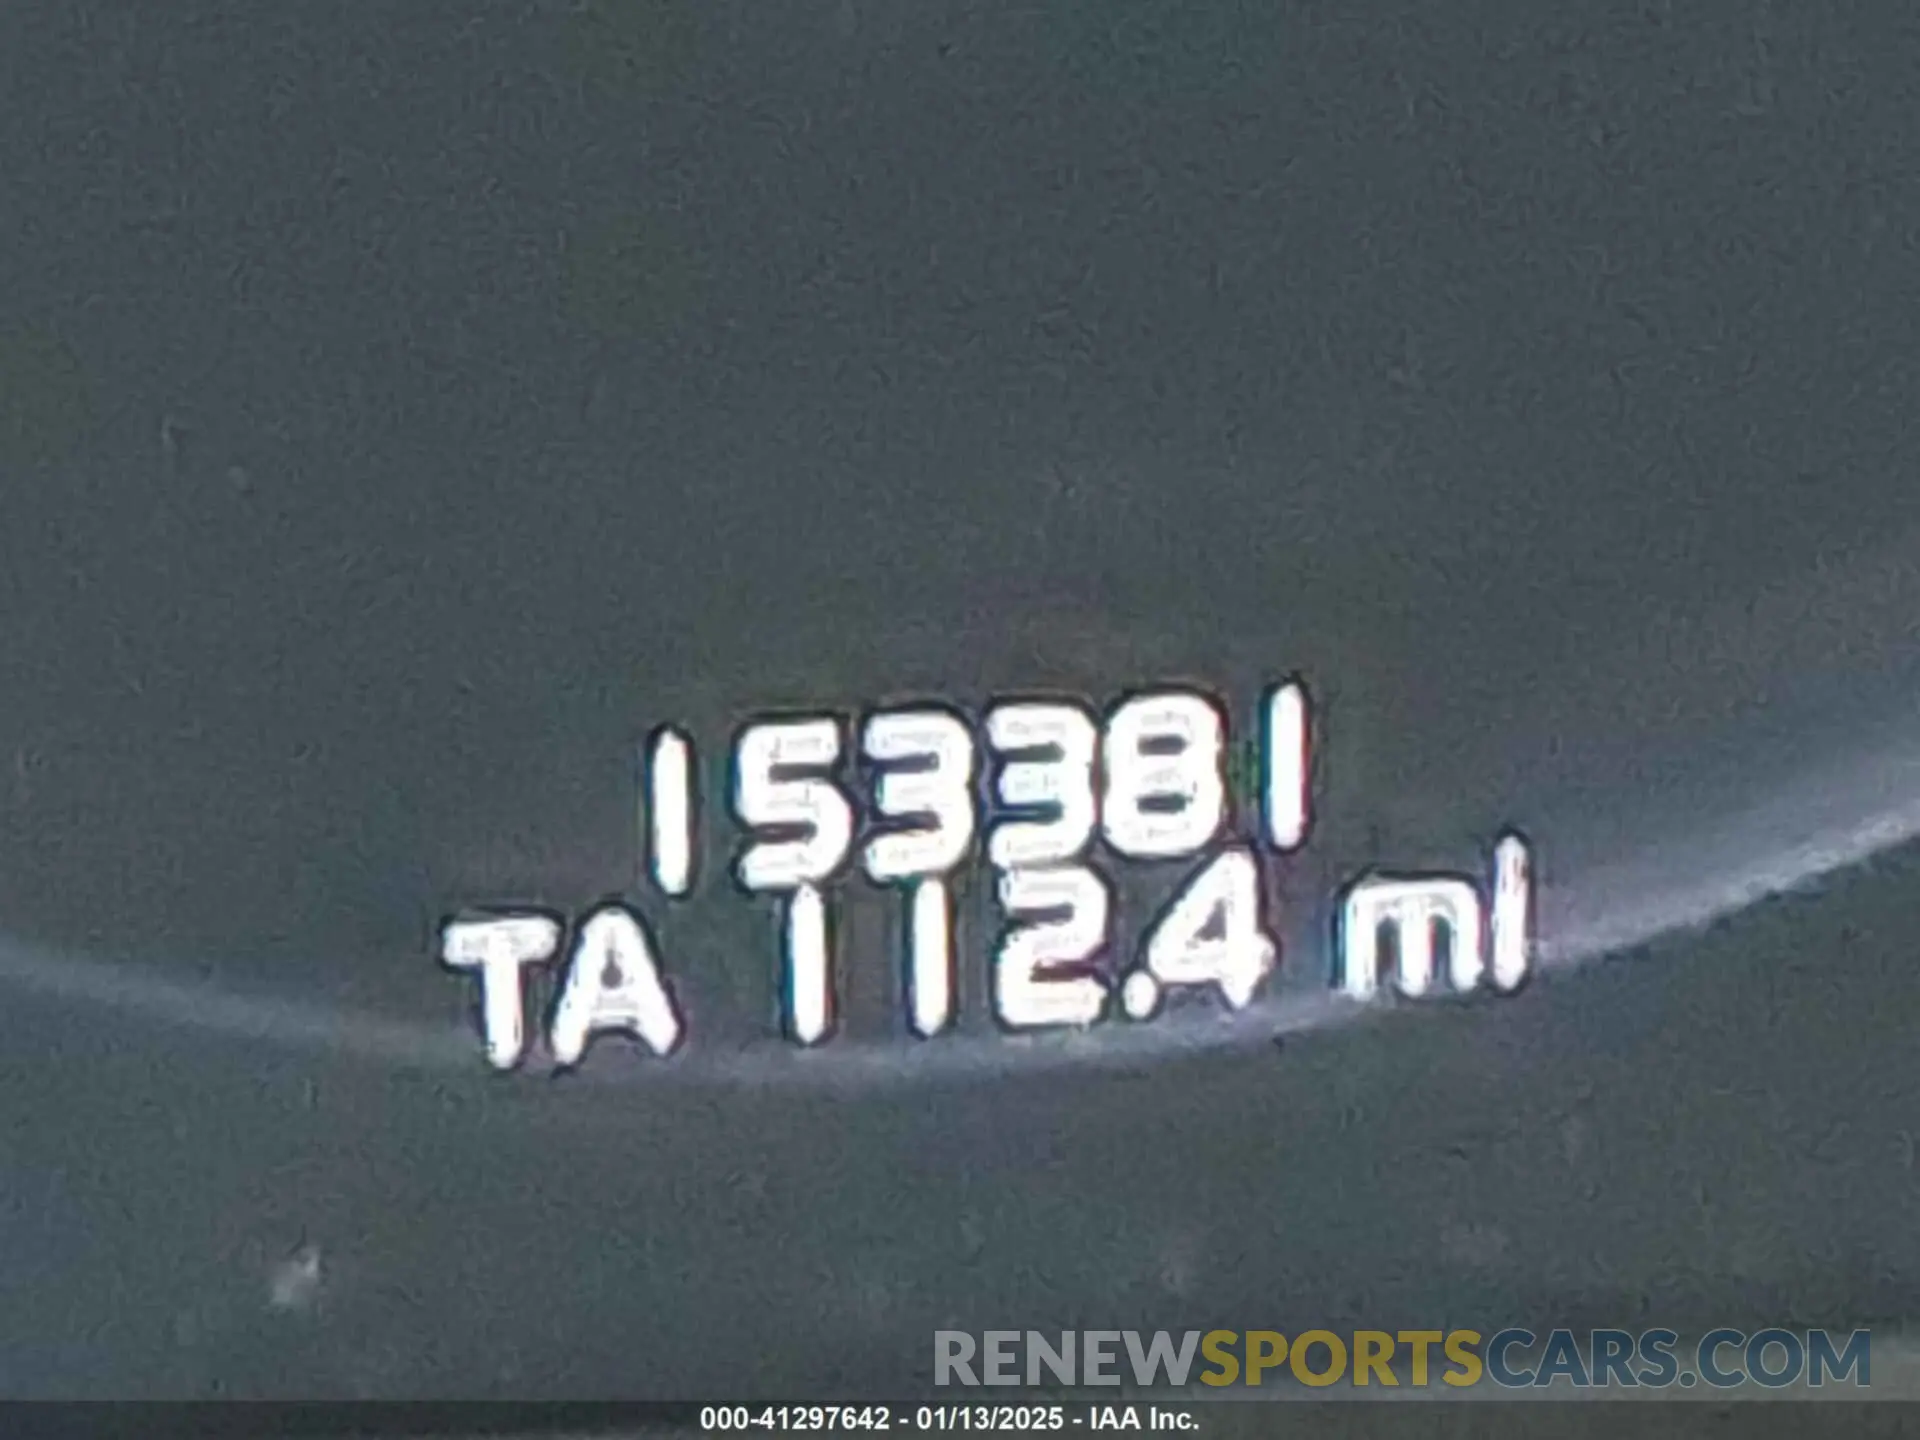 153381
TA 112.4 mi
RENEWSPORTSCARS.COM
000-41297642 - 01/13/2025 - IAA Inc.